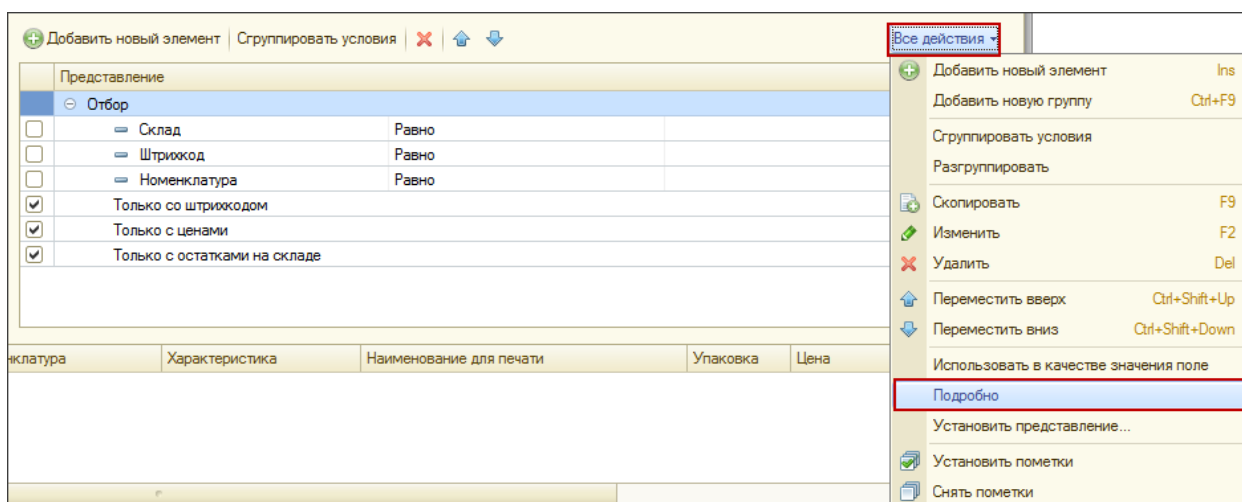 Добавить новый элемент Сгруппировать условия Все действия
Представление
Отбор
Склад Равно
Штрихкод Равно
Номенклатура Равно
Только со штрихкодом
Только с ценами
Только с остатками на складе
нклатура Характеристика Наименование для печати Упаковка Цена
Добавить новый элемент Ins
Добавить новую группу Ctrl+F9
Сгруппировать условия
Разгруппировать
Скопировать F9
Изменить F2
Удалить Del
Переместить вверх Ctrl+Shift+Up
Переместить вниз Ctrl+Shift+Down
Использовать в качестве значения поле
Подробно
Установить представление...
Установить пометки
Снять пометки